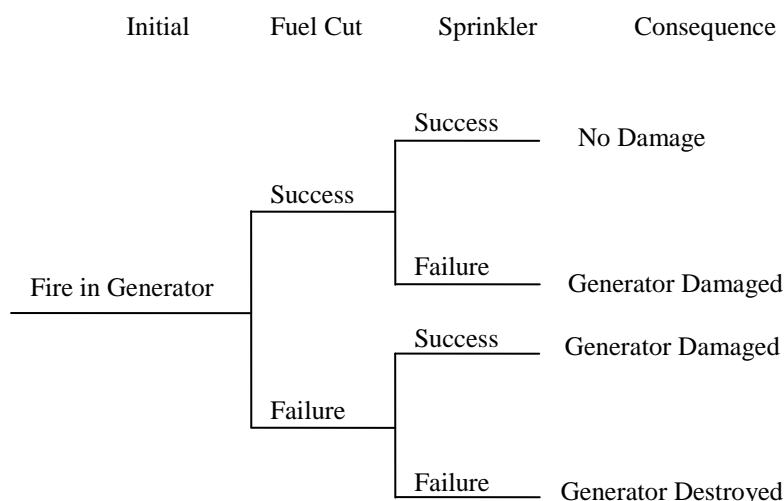 Initial Fuel Cut Sprinkler Consequence
Success
No Damage
Success
Failure
Generator Damaged
Fire in Generator
Success
Generator Damaged
Failure
Failure
Generator Destroyed